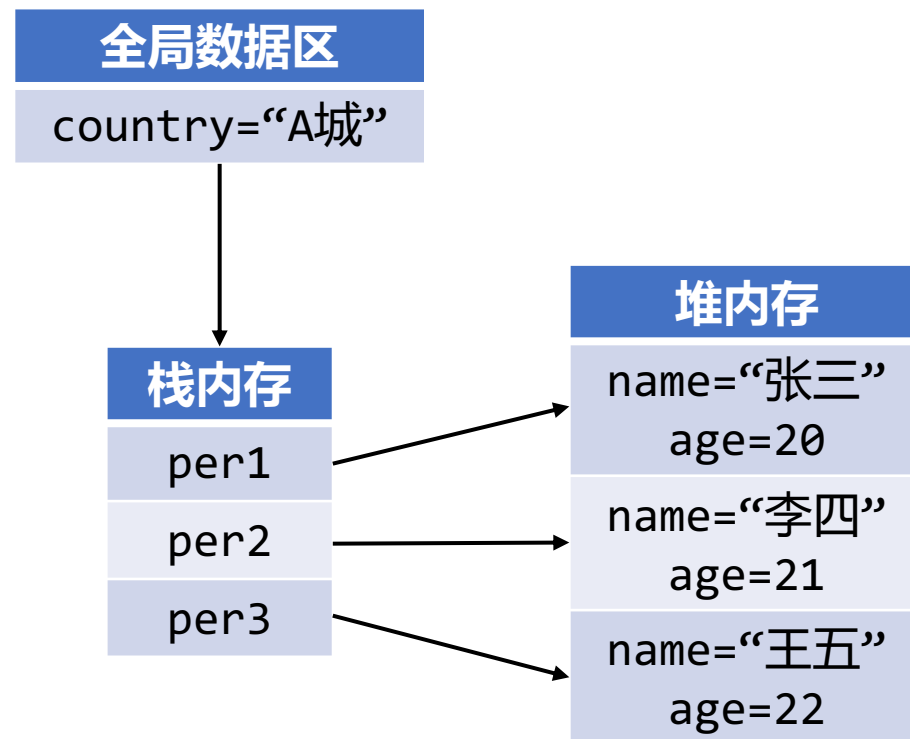 全局数据区
country=“A城”
栈内存
per1
per2
per3
堆内存
name=“张三”
age=20
name=“李四”
age=21
name=“王五”
age=22